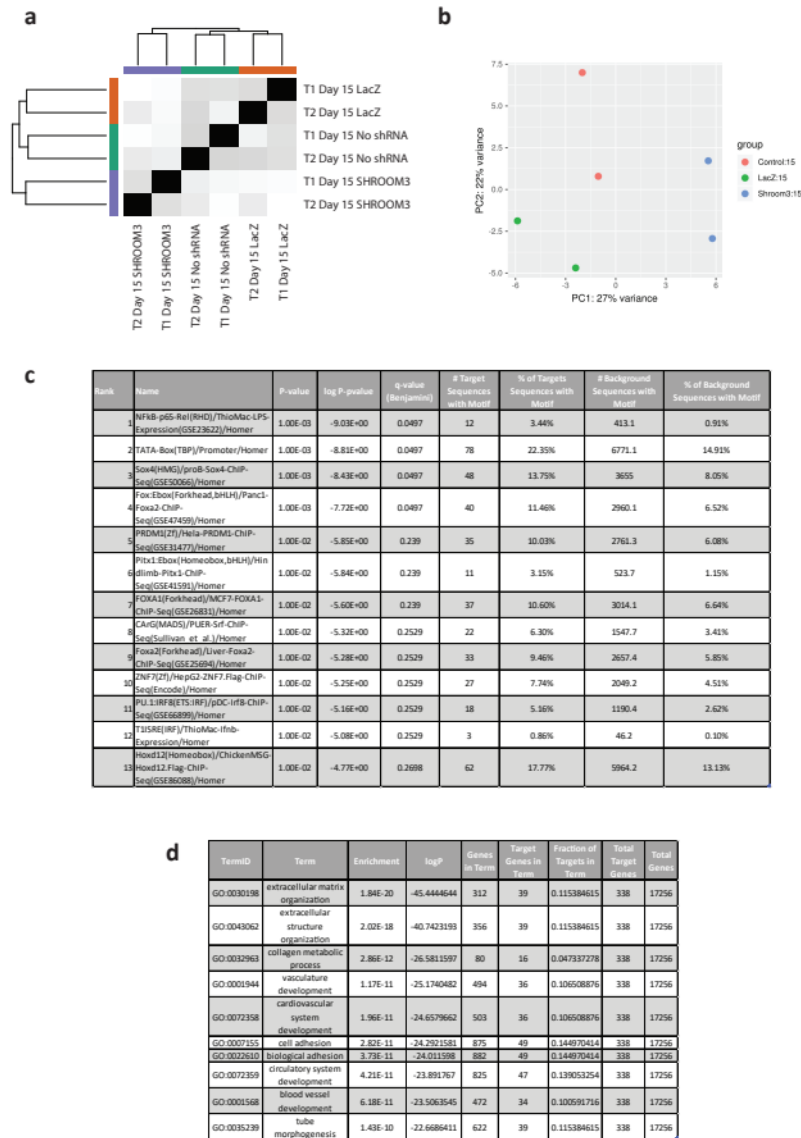 a
T1 Day 15 LacZ
T2 Day 15 LacZ
T1 Day 15 No shRNA
T2 Day 15 No shRNA
T1 Day 15 SHROOM3
T2 Day 15 SHROOM3
T2 Day 15 SHROOM3
T1 Day 15 SHROOM3
T2 Day 15 No shRNA
T1 Day 15 No shRNA
T2 Day 15 LacZ
T1 Day 15 LacZ
b
7.5
5.0
2.5
0.0
-2.5
-5.0
PC2: 22% variance
-6 -3 0 3 6
PC1: 27% variance
group
Control:15
LacZ:15
Shroom3:15
c
Rank Name P-value log P-pvalue q-value (Benjamini) # Target Sequences with Motif % of Targets Sequences with Motif # Background Sequences with Motif % of Background Sequences with Motif
1 NFkB-p65-Rel(RHD)/ThioMac-LPS-Expression(GSE23622)/Homer 1.00E-03 -9.03E+00 0.0497 12 3.44% 413.1 0.91%
2 TATA-Box(TBP)/Promoter/Homer 1.00E-03 -8.81E+00 0.0497 78 22.35% 6771.1 14.91%
3 Sox4(HMG)/proB-Sox4-ChIP-Seq(GSE50066)/Homer 1.00E-03 -8.43E+00 0.0497 48 13.75% 3655 8.05%
4 Fox:Ebox(Forkhead,bHLH)/Panc1-Foxa2-ChIP-Seq(GSE47459)/Homer 1.00E-03 -7.72E+00 0.0497 40 11.46% 2960.1 6.52%
5 PRDM1(Zf)/Hela-PRDM1-ChIP-Seq(GSE31477)/Homer 1.00E-02 -5.85E+00 0.239 35 10.03% 2761.3 6.08%
6 Pitx1:Ebox(Homeobox,bHLH)/Hindlimb-Pitx1-ChIP-Seq(GSE41591)/Homer 1.00E-02 -5.84E+00 0.239 11 3.15% 523.7 1.15%
7 FOXA1(Forkhead)/MCF7-FOXA1-ChIP-Seq(GSE26831)/Homer 1.00E-02 -5.60E+00 0.239 37 10.60% 3014.1 6.64%
8 CArG(MADS)/PUER-Srf-ChIP-Seq(Sullivan_et_al.)/Homer 1.00E-02 -5.32E+00 0.2529 22 6.30% 1547.7 3.41%
9 Foxa2(Forkhead)/Liver-Foxa2-ChIP-Seq(GSE25694)/Homer 1.00E-02 -5.28E+00 0.2529 33 9.46% 2657.4 5.85%
10 ZNF7(Zf)/HepG2-ZNF7.Flag-ChIP-Seq(Encode)/Homer 1.00E-02 -5.25E+00 0.2529 27 7.74% 2049.2 4.51%
11 PU.1:IRF8(ETS:IRF)/pDC-Irf8-ChIP-Seq(GSE66899)/Homer 1.00E-02 -5.16E+00 0.2529 18 5.16% 1190.4 2.62%
12 T1ISRE(IRF)/ThioMac-Ifnb-Expression/Homer 1.00E-02 -5.08E+00 0.2529 3 0.86% 46.2 0.10%
13 Hoxd12(Homeobox)/ChickenMSG-Hoxd12.Flag-ChIP-Seq(GSE86088)/Homer 1.00E-02 -4.77E+00 0.2698 62 17.77% 5964.2 13.13%
d
TermID Term Enrichment logP Genes in Term Target Genes in Term Fraction of Targets in Term Total Target Genes Total Genes
GO:0030198 extracellular matrix organization 1.84E-20 -45.4444644 312 39 0.115384615 338 17256
GO:0043062 extracellular structure organization 2.02E-18 -40.7423193 356 39 0.115384615 338 17256
GO:0032963 collagen metabolic process 2.86E-12 -26.5811597 80 16 0.047337278 338 17256
GO:0001944 vasculature development 1.17E-11 -25.1740482 494 36 0.106508876 338 17256
GO:0072358 cardiovascular system development 1.96E-11 -24.6579662 503 36 0.106508876 338 17256
GO:0007155 cell adhesion 2.82E-11 -24.2921581 875 49 0.144970414 338 17256
GO:0022610 biological adhesion 3.73E-11 -24.011598 882 49 0.144970414 338 17256
GO:0072359 circulatory system development 4.21E-11 -23.891767 825 47 0.139053254 338 17256
GO:0001568 blood vessel development 6.18E-11 -23.5063545 472 34 0.100591716 338 17256
GO:0035239 tube morphogenesis 1.43E-10 -22.6686411 622 39 0.115384615 338 17256